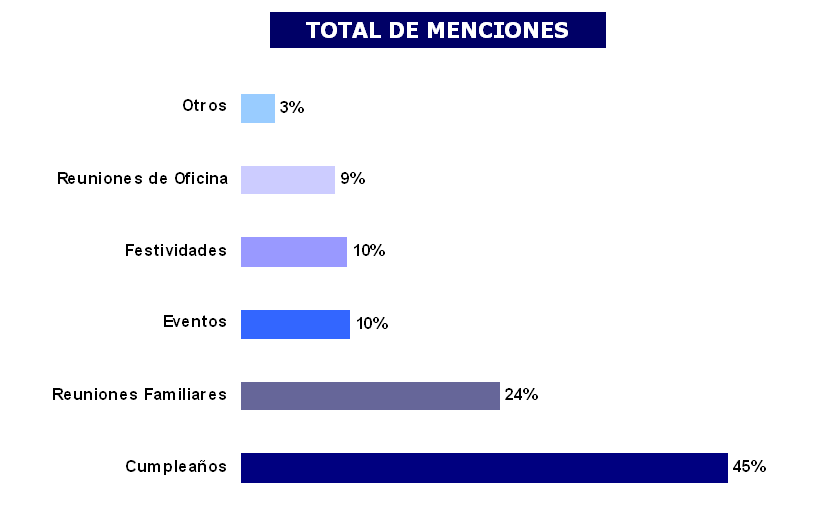 TOTAL DE MENCIONES
Otros 3%
Reuniones de Oficina 9%
Festividades 10%
Eventos 10%
Reuniones Familiares 24%
Cumpleaños 45%